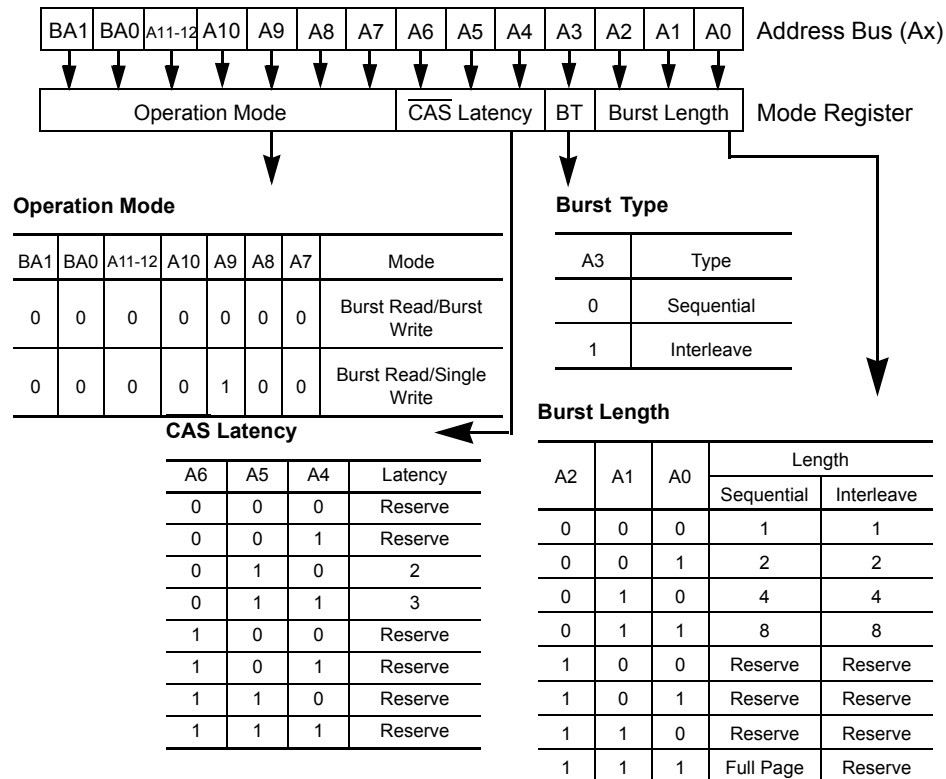 BA1 BA0 A11-12 A10 A9 A8 A7 A6 A5 A4 A3 A2 A1 A0 Address Bus (Ax)
Operation Mode CAS Latency BT Burst Length Mode Register
Operation Mode
BA1 BA0 A11-12 A10 A9 A8 A7 Mode
0 0 0 0 0 0 0 Burst Read/Burst
Write
0 0 0 0 1 0 0 Burst Read/Single
Write
Burst Type
A3 Type
0 Sequential
1 Interleave
CAS Latency
A6 A5 A4 Latency
0 0 0 Reserve
0 0 1 Reserve
0 1 0 2
0 1 1 3
1 0 0 Reserve
1 0 1 Reserve
1 1 0 Reserve
1 1 1 Reserve
Burst Length
A2 A1 A0 Length
Sequential Interleave
0 0 0 1 1
0 0 1 2 2
0 1 0 4 4
0 1 1 8 8
1 0 0 Reserve Reserve
1 0 1 Reserve Reserve
1 1 0 Reserve Reserve
1 1 1 Full Page Reserve